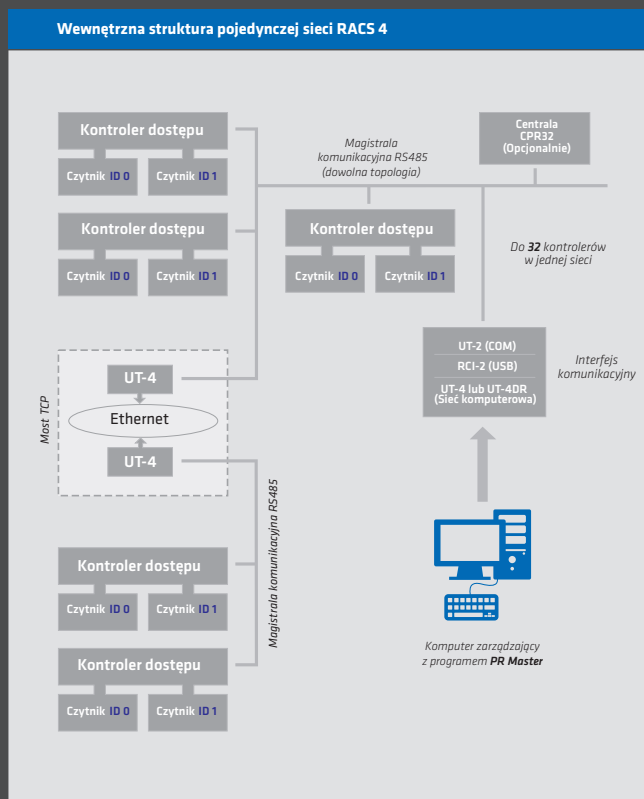 Wewnętrzna struktura pojedynczej sieci RACS 4
Kontroler dostępu
Czytnik ID 0
Czytnik ID 1
Kontroler dostępu
Czytnik ID 0
Czytnik ID 1
Magistrala
komunikacyjna RS485
(dowolna topologia)
Kontroler dostępu
Czytnik ID 0
Czytnik ID 1
Centrala
CPR32
(Opcjonalnie)
Do 32 kontrolerów
w jednej sieci
UT-2 (COM)
RCI-2 (USB)
UT-4 lub UT-4DR
(Sieć komputerowa)
Interfejs
komunikacyjny
Most TCP
UT-4
Ethernet
UT-4
Magistrala komunikacyjna RS485
Kontroler dostępu
Czytnik ID 0
Czytnik ID 1
Kontroler dostępu
Czytnik ID 0
Czytnik ID 1
Komputer zarządzający
z programem PR Master